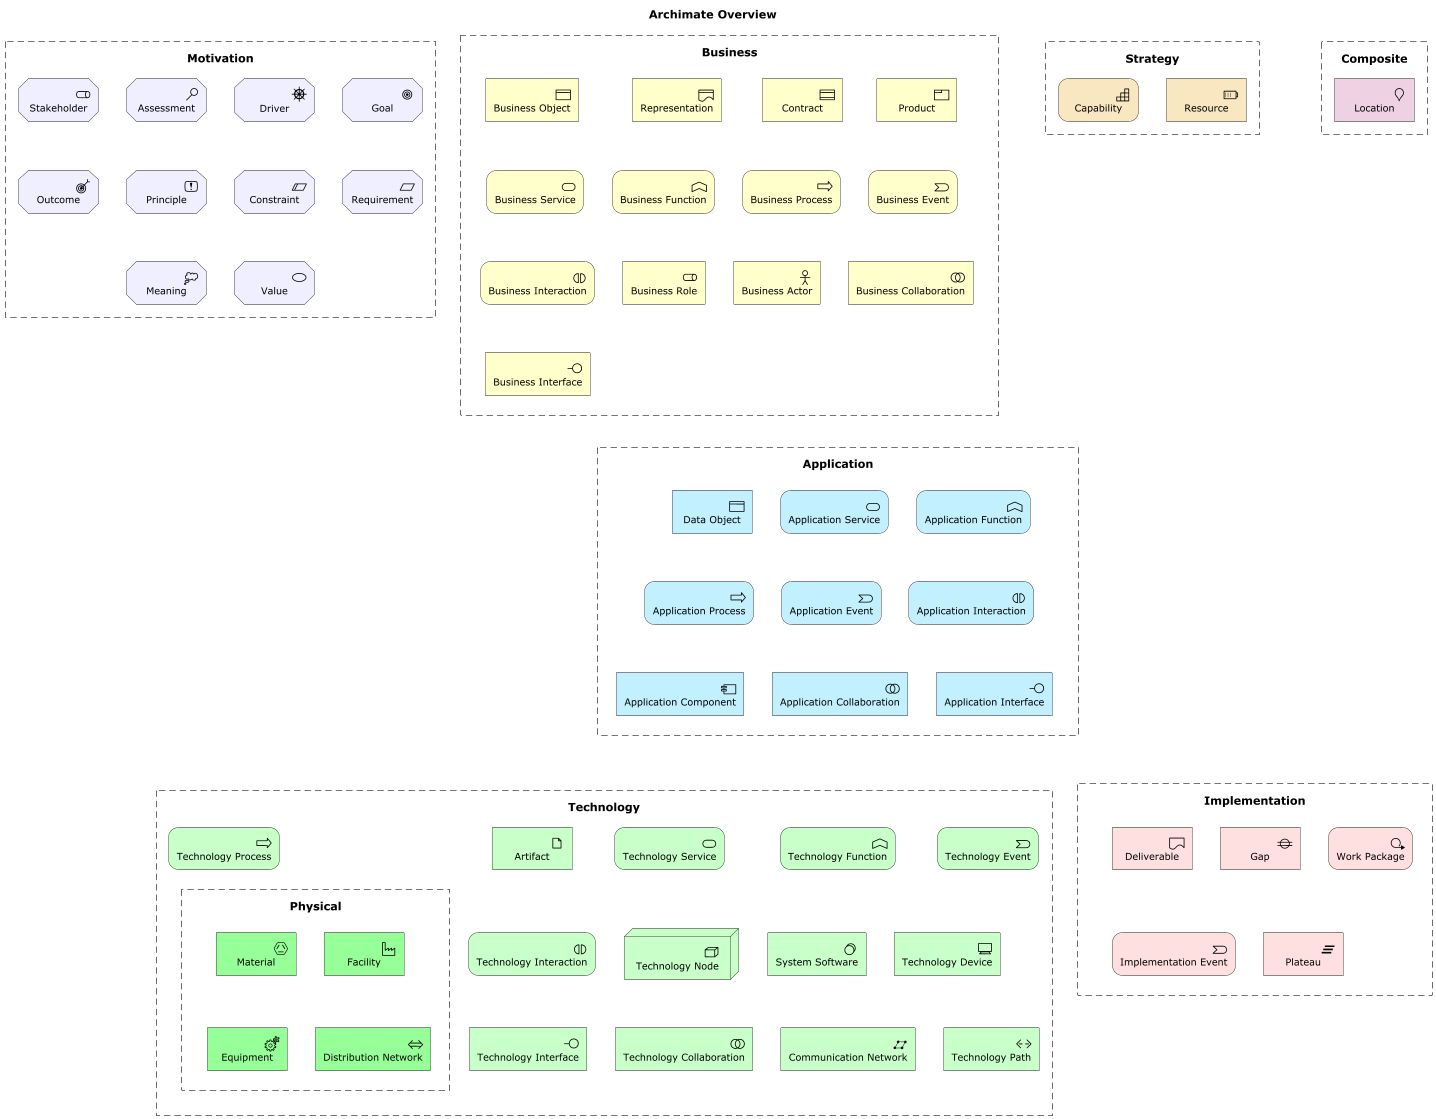 Archimate Overview
Motivation
Stakeholder
Assessment
Driver
Goal
Outcome
Principle
Constraint
Requirement
Meaning
Value
Business
Business Object
Representation
Contract
Product
Business Service
Business Function
Business Process
Business Event
Business Interaction
Business Role
Business Actor
Business Collaboration
Business Interface
Strategy
Capability
Resource
Composite
Location
Application
Data Object
Application Service
Application Function
Application Process
Application Event
Application Interaction
Application Component
Application Collaboration
Application Interface
Technology
Technology Process
Artifact
Technology Service
Technology Function
Technology Event
Physical
Material
Facility
Equipment
Distribution Network
Technology Interaction
Technology Node
System Software
Technology Device
Technology Interface
Technology Collaboration
Communication Network
Technology Path
Implementation
Deliverable
Gap
Work Package
Implementation Event
Plateau